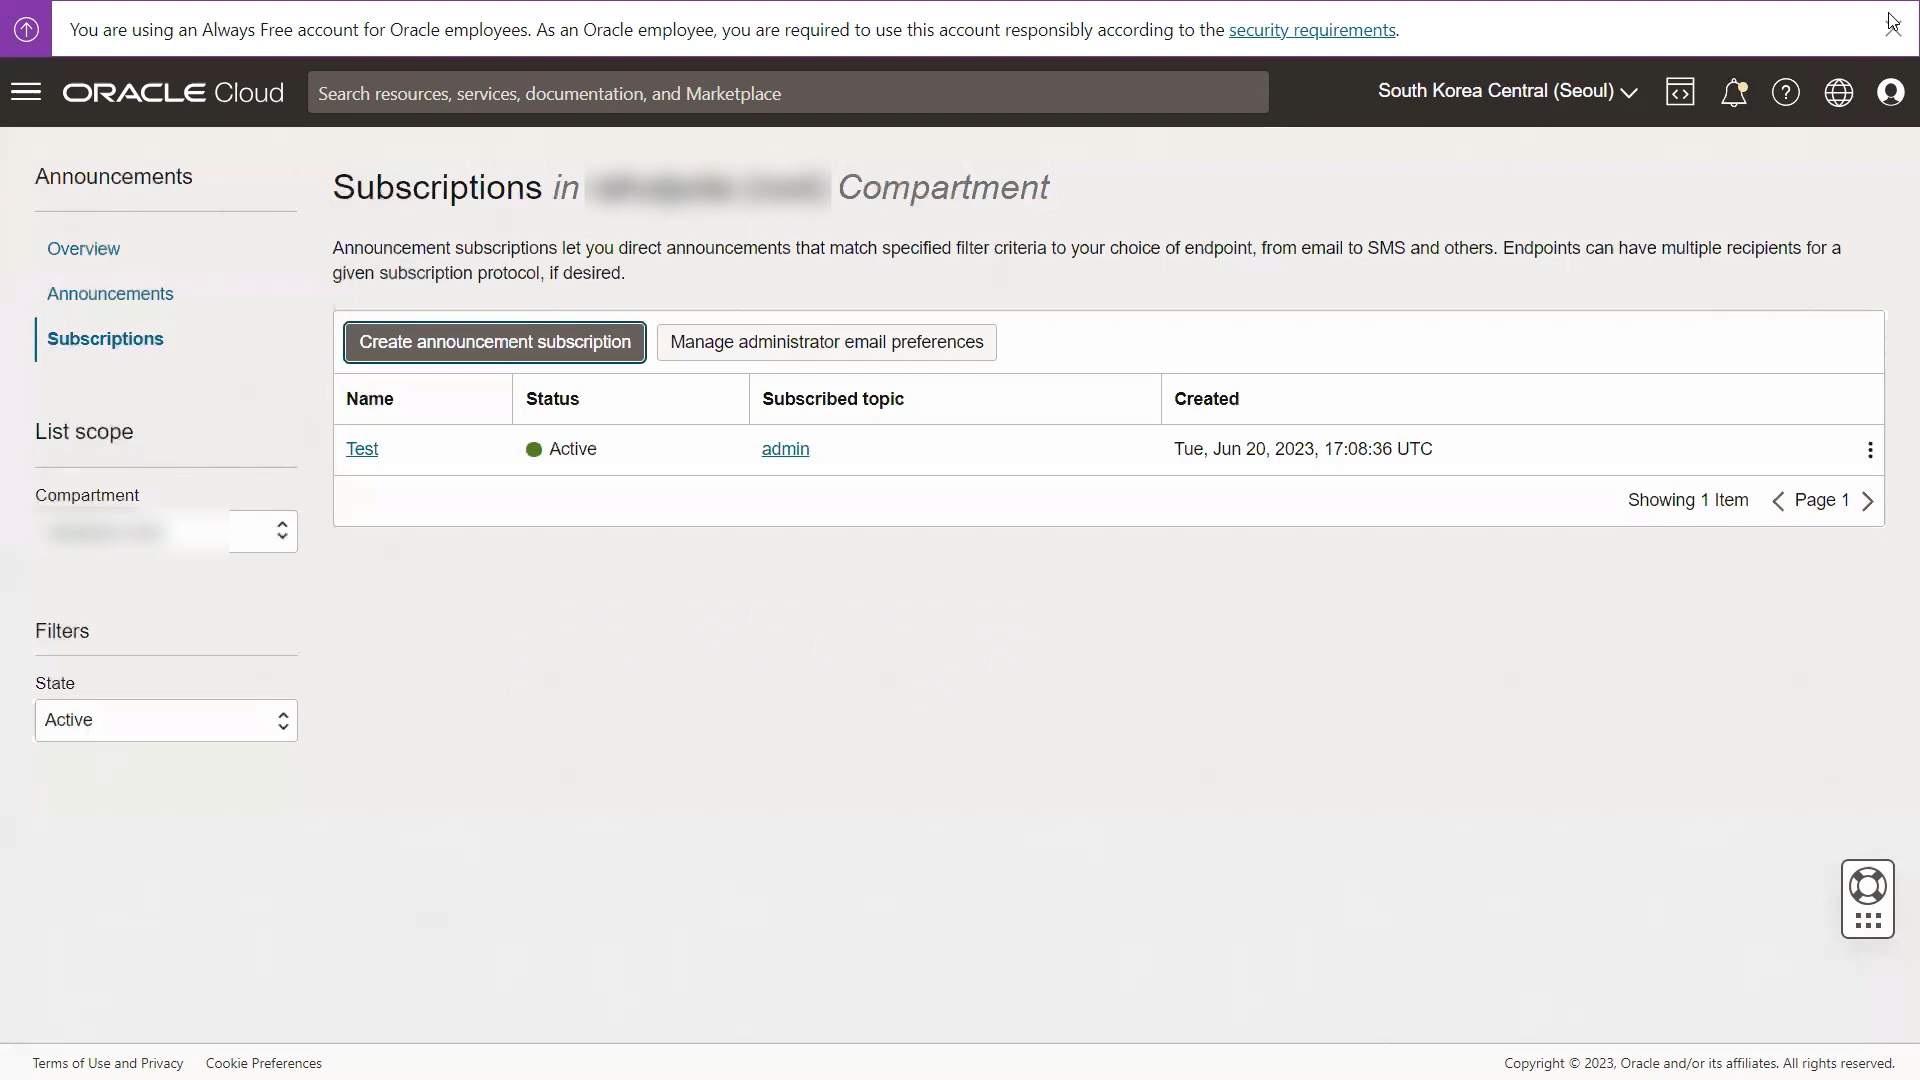 You are using an Always Free account for Oracle employees. As an Oracle employee, you are required to use this account responsibly according to the security requirements.
ORACLE Cloud
Search resources, services, documentation, and Marketplace
South Korea Central (Seoul)
Announcements
Overview
Announcements
Subscriptions
List scope
Compartment
Filters
State
Active
Subscriptions in Compartment
Announcement subscriptions let you direct announcements that match specified filter criteria to your choice of endpoint, from email to SMS and others. Endpoints can have multiple recipients for a
given subscription protocol, if desired.
Create announcement subscription
Manage administrator email preferences
Name Status Subscribed topic Created
Test Active admin Tue, Jun 20, 2023, 17:08:36 UTC
Showing 1 Item Page 1
Terms of Use and Privacy Cookie Preferences
Copyright © 2023, Oracle and/or its affiliates. All rights reserved.